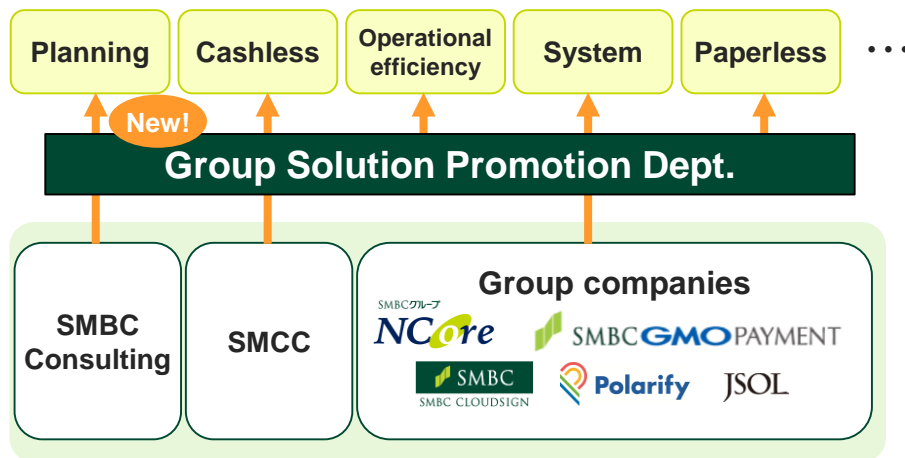 Planning
Cashless
Operational
efficiency
System
Paperless
...
New!
Group Solution Promotion Dept.
SMBC
Consulting
SMCC
Group companies
SMBCグループ
NCore
SMBC GMO PAYMENT
SMBC
SMBC CLOUDSIGN
Polarify
JSOL